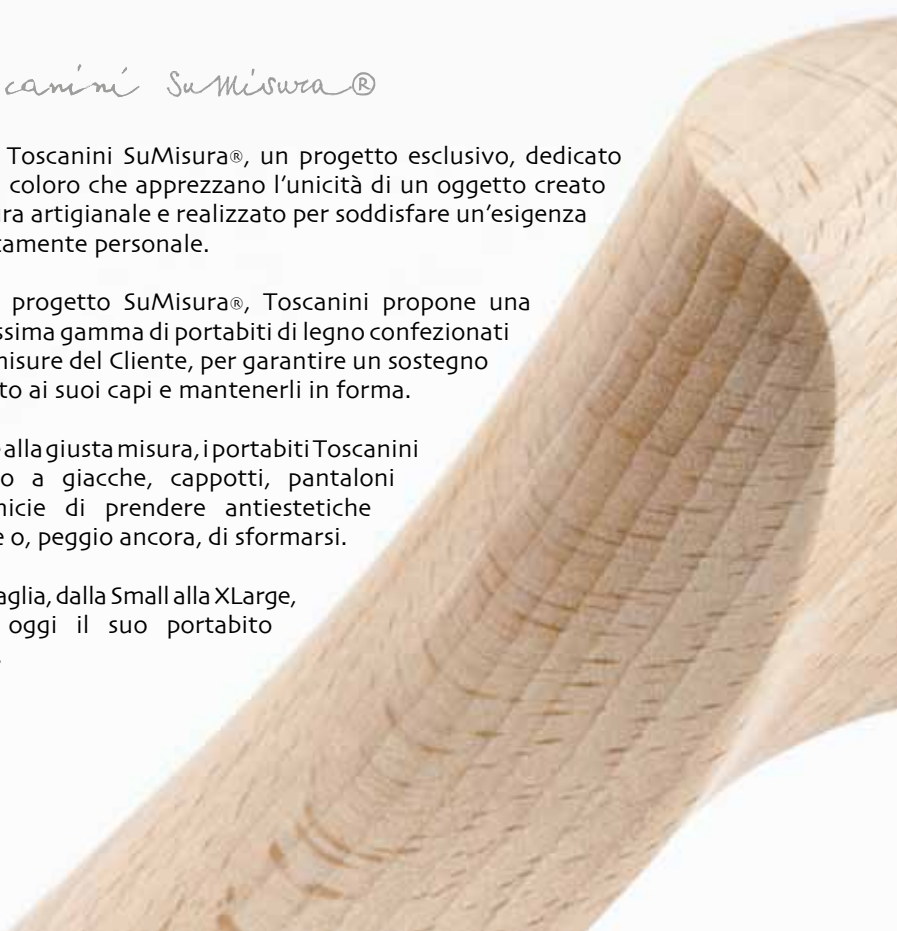 canini SuMisura®
Toscanini SuMisura®, un progetto esclusivo, dedicato
coloro che apprezzano l’unicità di un oggetto creato
ra artigianale e realizzato per soddisfare un’esigenza
tamente personale.
progetto SuMisura®, Toscanini propone una
ssima gamma di portabiti di legno confezionati
misure del Cliente, per garantire un sostegno
to ai suoi capi e mantenerli in forma.
alla giusta misura, i portabiti Toscanini
o a giacche, cappotti, pantaloni
nicie di prendere antiestetiche
e o, peggio ancora, di sformarsi.
aglia, dalla Small alla XLarge,
oggi il suo portabito